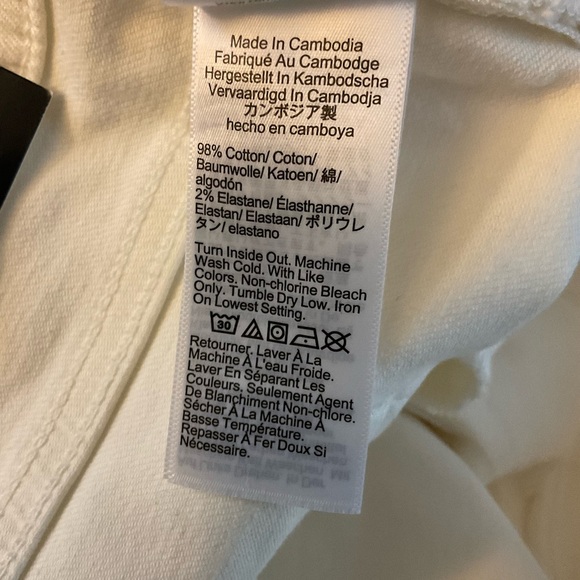 Made In Cambodia
Fabriqué Au Cambodge
Hergestellt In Kambodscha
Vervaardigd In Cambodja
カンボジア製
hecho en camboya
98% Cotton/ Coton/
Baumwolle/ Katoen/ 綿/
algodón
2% Elastane/ Élasthanne/
Elastan/ Elastaan/ ポリウレ
タン/ elastano
Turn Inside Out. Machine
Wash Cold. With Like
Colors. Non-chlorine Bleach
Only. Tumble Dry Low. Iron
On Lowest Setting.
30
Retourner. Laver À La
Machine À L'eau Froide.
Laver En Séparant Les
Couleurs. Seulement Agent
De Blanchiment Non-chlore.
Sécher À La Machine À
Basse Température.
Repasser À Fer Doux Si
Nécessaire.